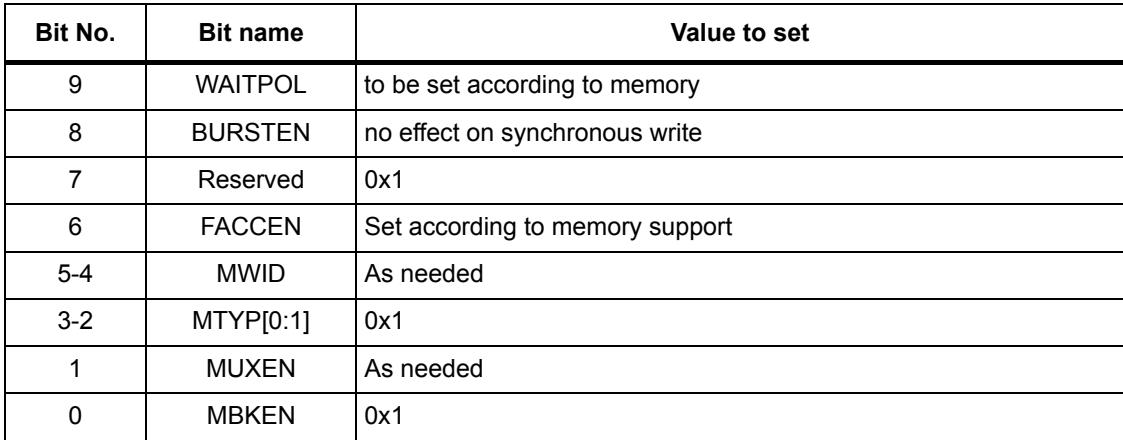 Bit No. Bit name Value to set
9 WAITPOL to be set according to memory
8 BURSTEN no effect on synchronous write
7 Reserved 0x1
6 FACCEN Set according to memory support
5-4 MWID As needed
3-2 MTYP[0:1] 0x1
1 MUXEN As needed
0 MBKEN 0x1